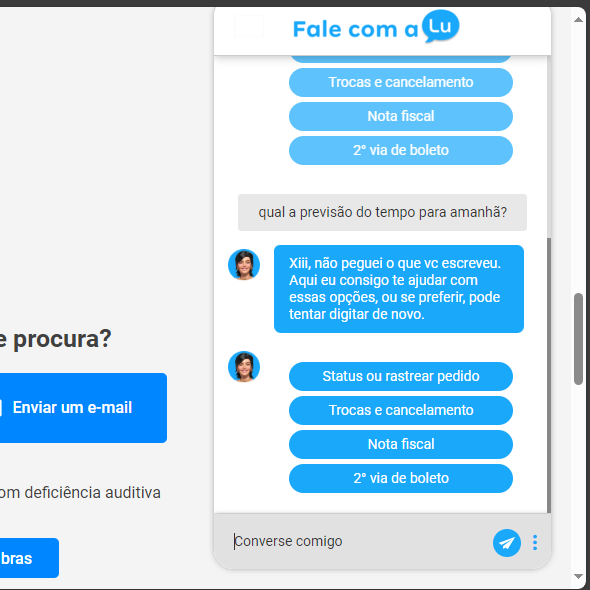 Fale com a Lu
Trocas e cancelamento
Nota fiscal
2° via de boleto
qual a previsão do tempo para amanhã?
Xiii, não peguei o que vc escreveu.
Aqui eu consigo te ajudar com
essas opções, ou se preferir, pode
tentar digitar de novo.
e procura?
Status ou rastrear pedido
Enviar um e-mail
Trocas e cancelamento
Nota fiscal
2° via de boleto
om deficiência auditiva
Converse comigo
bras